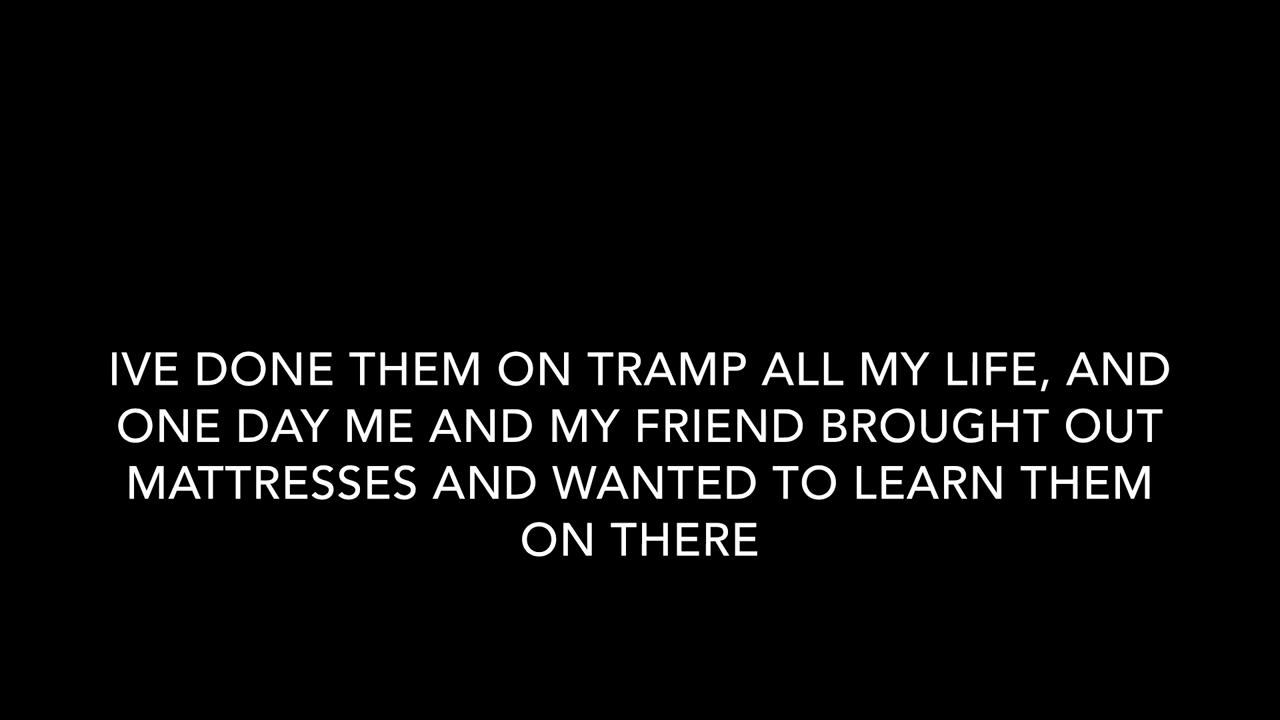 IVE DONE THEM ON TRAMP ALL MY LIFE, AND
ONE DAY ME AND MY FRIEND BROUGHT OUT
MATTRESSES AND WANTED TO LEARN THEM
ON THERE